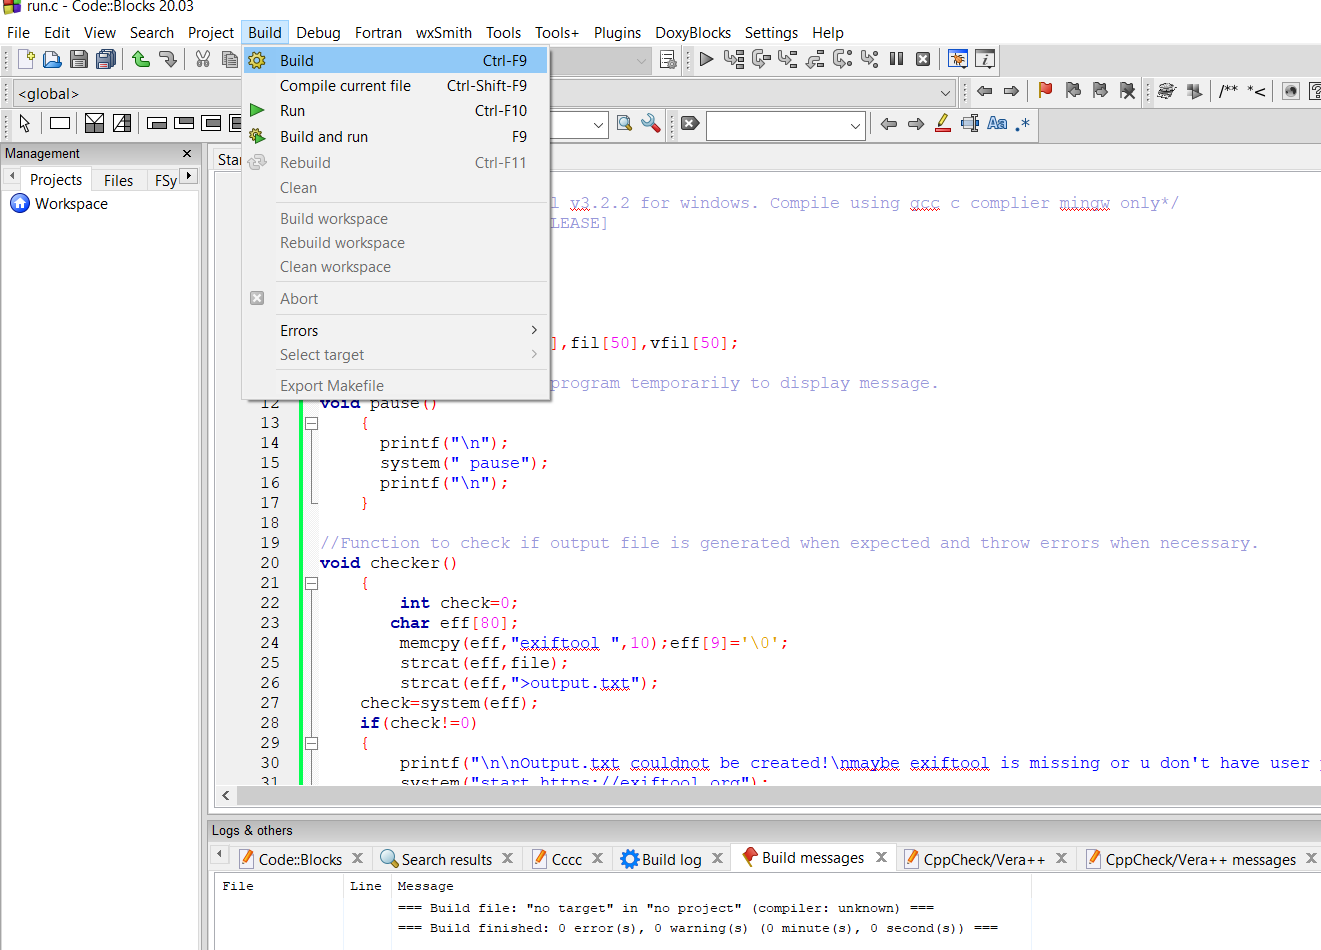 run.c - Code::Blocks 20.03
File Edit View Search Project Build Debug Fortran wxSmith Tools Tools+ Plugins DoxyBlocks Settings Help
Build Ctrl-F9
Compile current file Ctrl-Shift-F9
Run Ctrl-F10
Build and run F9
Rebuild Ctrl-F11
Clean
Build workspace
Rebuild workspace
Clean workspace
Abort
Errors
Select target
Export Makefile
<global>
/** *<
Aa .*
Management
Projects Files FSy
Workspace
Star
l v3.2.2 for windows. Compile using gcc c complier mingw only*/
LEASE]
],fil[50],vfil[50];
program temporarily to display message.
12 void pause()
13 {
14 printf("\n");
15 system(" pause");
16 printf("\n");
17 }
18
19 //Function to check if output file is generated when expected and throw errors when necessary.
20 void checker()
21 {
22 int check=0;
23 char eff[80];
24 memcpy(eff,"exiftool ",10);eff[9]='\0';
25 strcat(eff,file);
26 strcat(eff,">output.txt");
27 check=system(eff);
28 if(check!=0)
29 {
30 printf("\n\nOutput.txt couldnot be created!\nmaybe exiftool is missing or u don't have user
31 system("start https://exiftool.org");
Logs & others
Code::Blocks Search results Cccc Build log Build messages CppCheck/Vera++ CppCheck/Vera++ messages
File Line Message
=== Build file: "no target" in "no project" (compiler: unknown) ===
=== Build finished: 0 error(s), 0 warning(s) (0 minute(s), 0 second(s)) ===